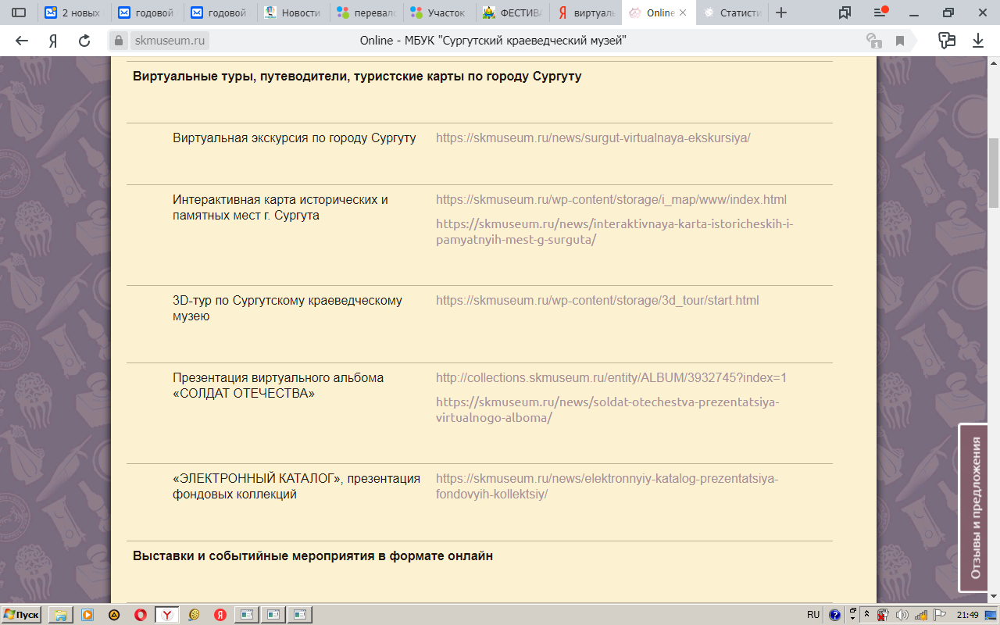 2 новых
годовой
годовой
Новости
перевал
Участок
ФЕСТИВ
виртуаль
Online
Статисти
skmuseum.ru
Online - МБУК "Сургутский краеведческий музей"
1
Виртуальные туры, путеводители, туристские карты по городу Сургуту
Виртуальная экскурсия по городу Сургуту
https://skmuseum.ru/news/surgut-virtualnaya-ekskursiya/
Интерактивная карта исторических и
памятных мест г. Сургута
https://skmuseum.ru/wp-content/storage/i_map/www/index.html
https://skmuseum.ru/news/interaktivnaya-karta-istoricheskih-i-
pamyatnyih-mest-g-surguta/
3D-тур по Сургутскому краеведческому
музею
https://skmuseum.ru/wp-content/storage/3d_tour/start.html
Презентация виртуального альбома
«СОЛДАТ ОТЕЧЕСТВА»
http://collections.skmuseum.ru/entity/ALBUM/3932745?index=1
https://skmuseum.ru/news/soldat-otechestva-prezentatsiya-
virtualnogo-alboma/
«ЭЛЕКТРОННЫЙ КАТАЛОГ», презентация
фондовых коллекций
https://skmuseum.ru/news/elektronnyiy-katalog-prezentatsiya-
fondovyih-kollektsiy/
Выставки и событийные мероприятия в формате онлайн
Отзывы и предложения
Пуск
RU
21:49